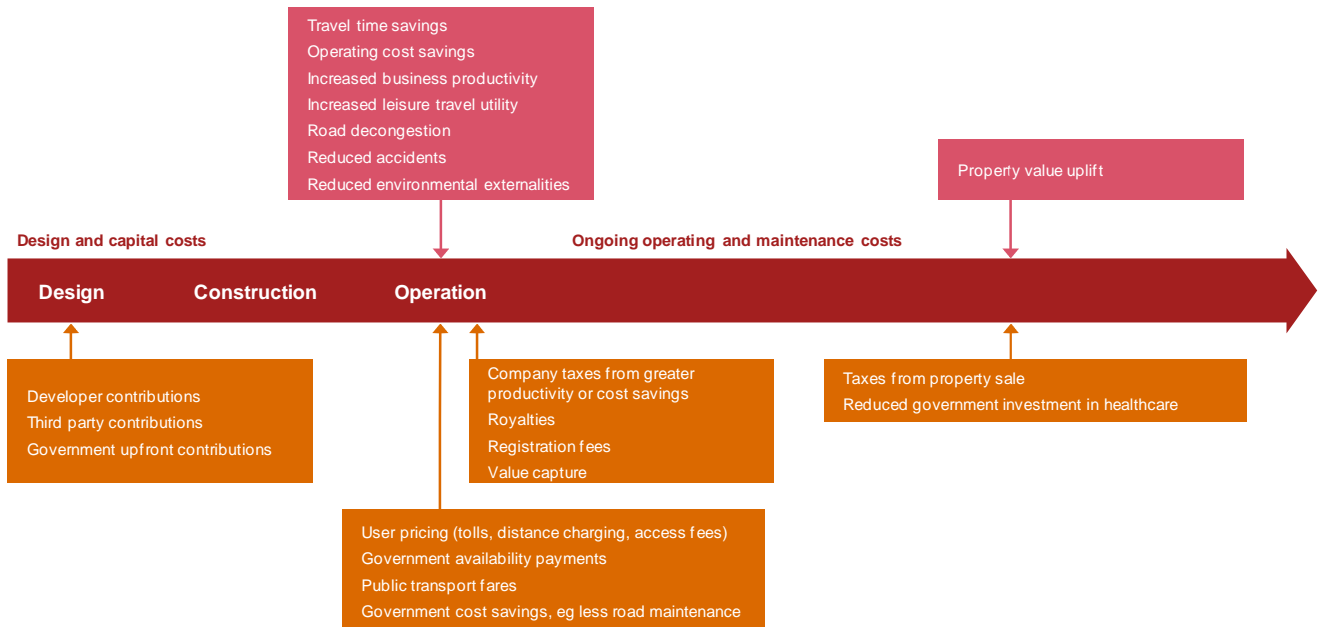 Travel time savings
Operating cost savings
Increased business productivity
Increased leisure travel utility
Road decongestion
Reduced accidents
Reduced environmental externalities
Property value uplift
Design and capital costs
Ongoing operating and maintenance costs
Design
Construction
Operation
Developer contributions
Third party contributions
Government upfront contributions
Company taxes from greater
productivity or cost savings
Royalties
Registration fees
Value capture
Taxes from property sale
Reduced government investment in healthcare
User pricing (tolls, distance charging, access fees)
Government availability payments
Public transport fares
Government cost savings, eg less road maintenance